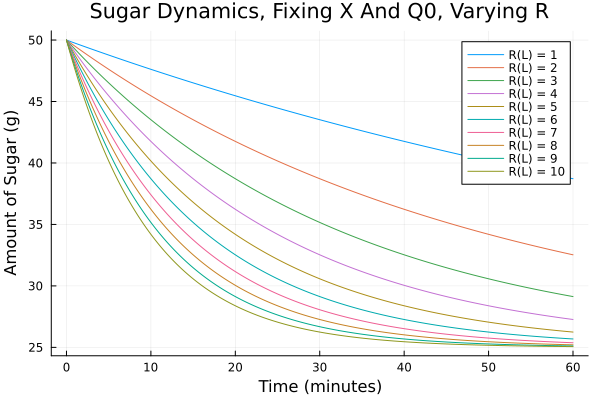 Sugar Dynamics, Fixing X And Q0, Varying R
Amount of Sugar (g)
50
45
40
35
30
25
R(L) = 1
R(L) = 2
R(L) = 3
R(L) = 4
R(L) = 5
R(L) = 6
R(L) = 7
R(L) = 8
R(L) = 9
R(L) = 10
0 10 20 30 40 50 60
Time (minutes)